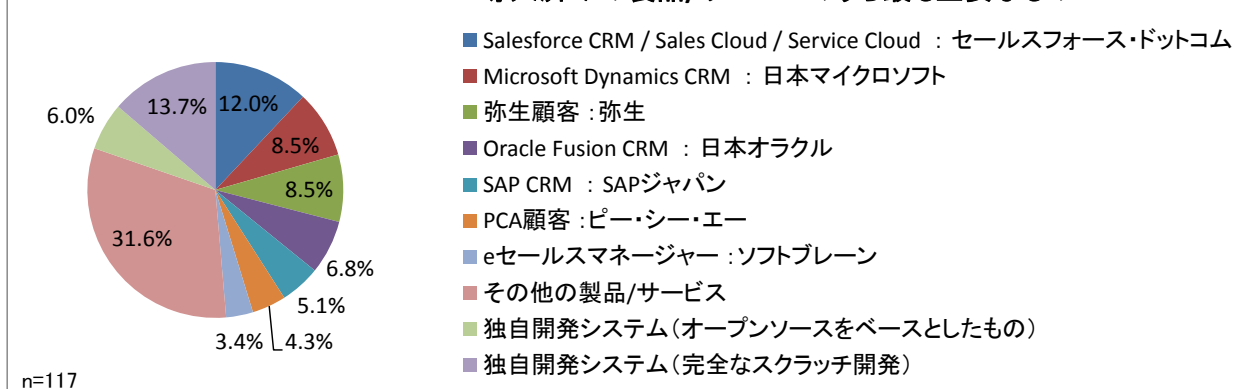 Salesforce CRM / Sales Cloud / Service Cloud ： セールスフォース・ドットコム
Microsoft Dynamics CRM ： 日本マイクロソフト
弥生顧客 ：弥生
Oracle Fusion CRM ： 日本オラクル
SAP CRM ： SAPジャパン
PCA顧客 ：ピー・シー・エー
eセールスマネージャー ：ソフトブレーン
その他の製品/サービス
独自開発システム（オープンソースをベースとしたもの）
独自開発システム（完全なスクラッチ開発）
12.0%
8.5%
8.5%
6.8%
5.1%
4.3%
3.4%
31.6%
6.0%
13.7%
n=117